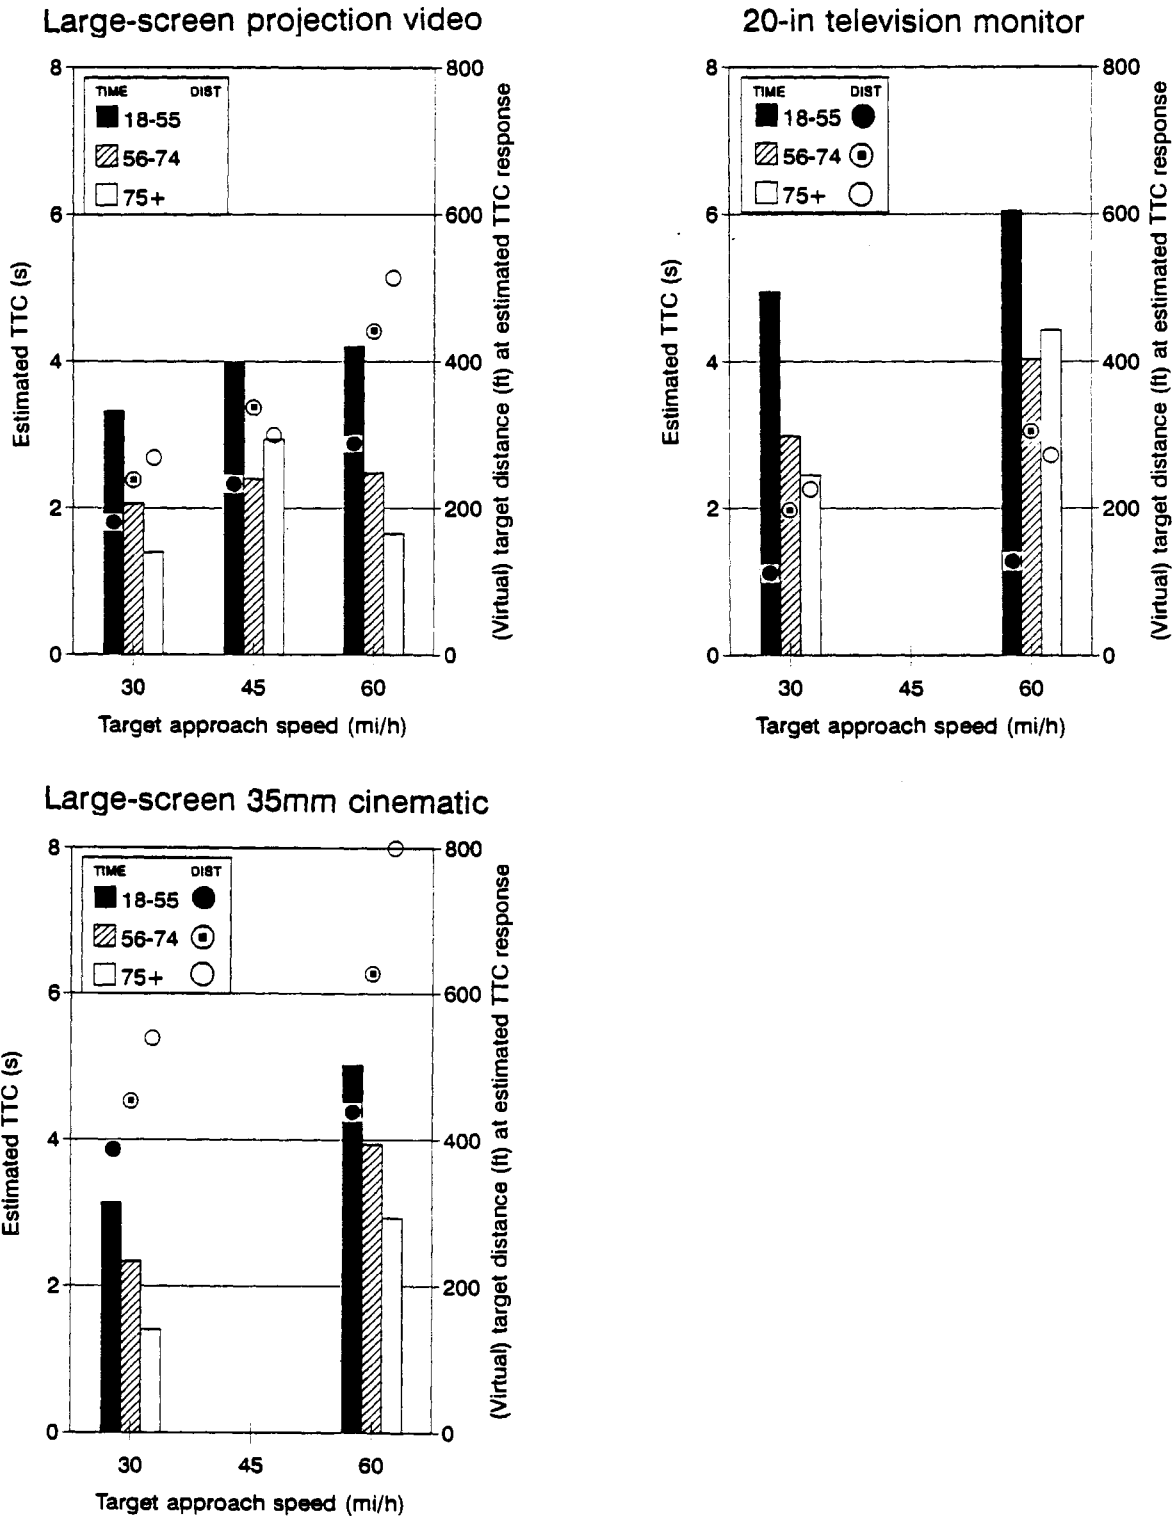 Large-screen projection video
8
6
4
2
0
800
600
400
200
0
TIME DIST
18-55
56-74
75+
Estimated TTC (s)
(Virtual) target distance (ft) at estimated TTC response
30 45 60
Target approach speed (mi/h)
20-in television monitor
8
6
4
2
0
800
600
400
200
0
TIME DIST
18-55
56-74
75+
Estimated TTC (s)
(Virtual) target distance (ft) at estimated TTC response
30 45 60
Target approach speed (mi/h)
Large-screen 35mm cinematic
8
6
4
2
0
800
600
400
200
0
TIME DIST
18-55
56-74
75+
Estimated TTC (s)
(Virtual) target distance (ft) at estimated TTC response
30 45 60
Target approach speed (mi/h)